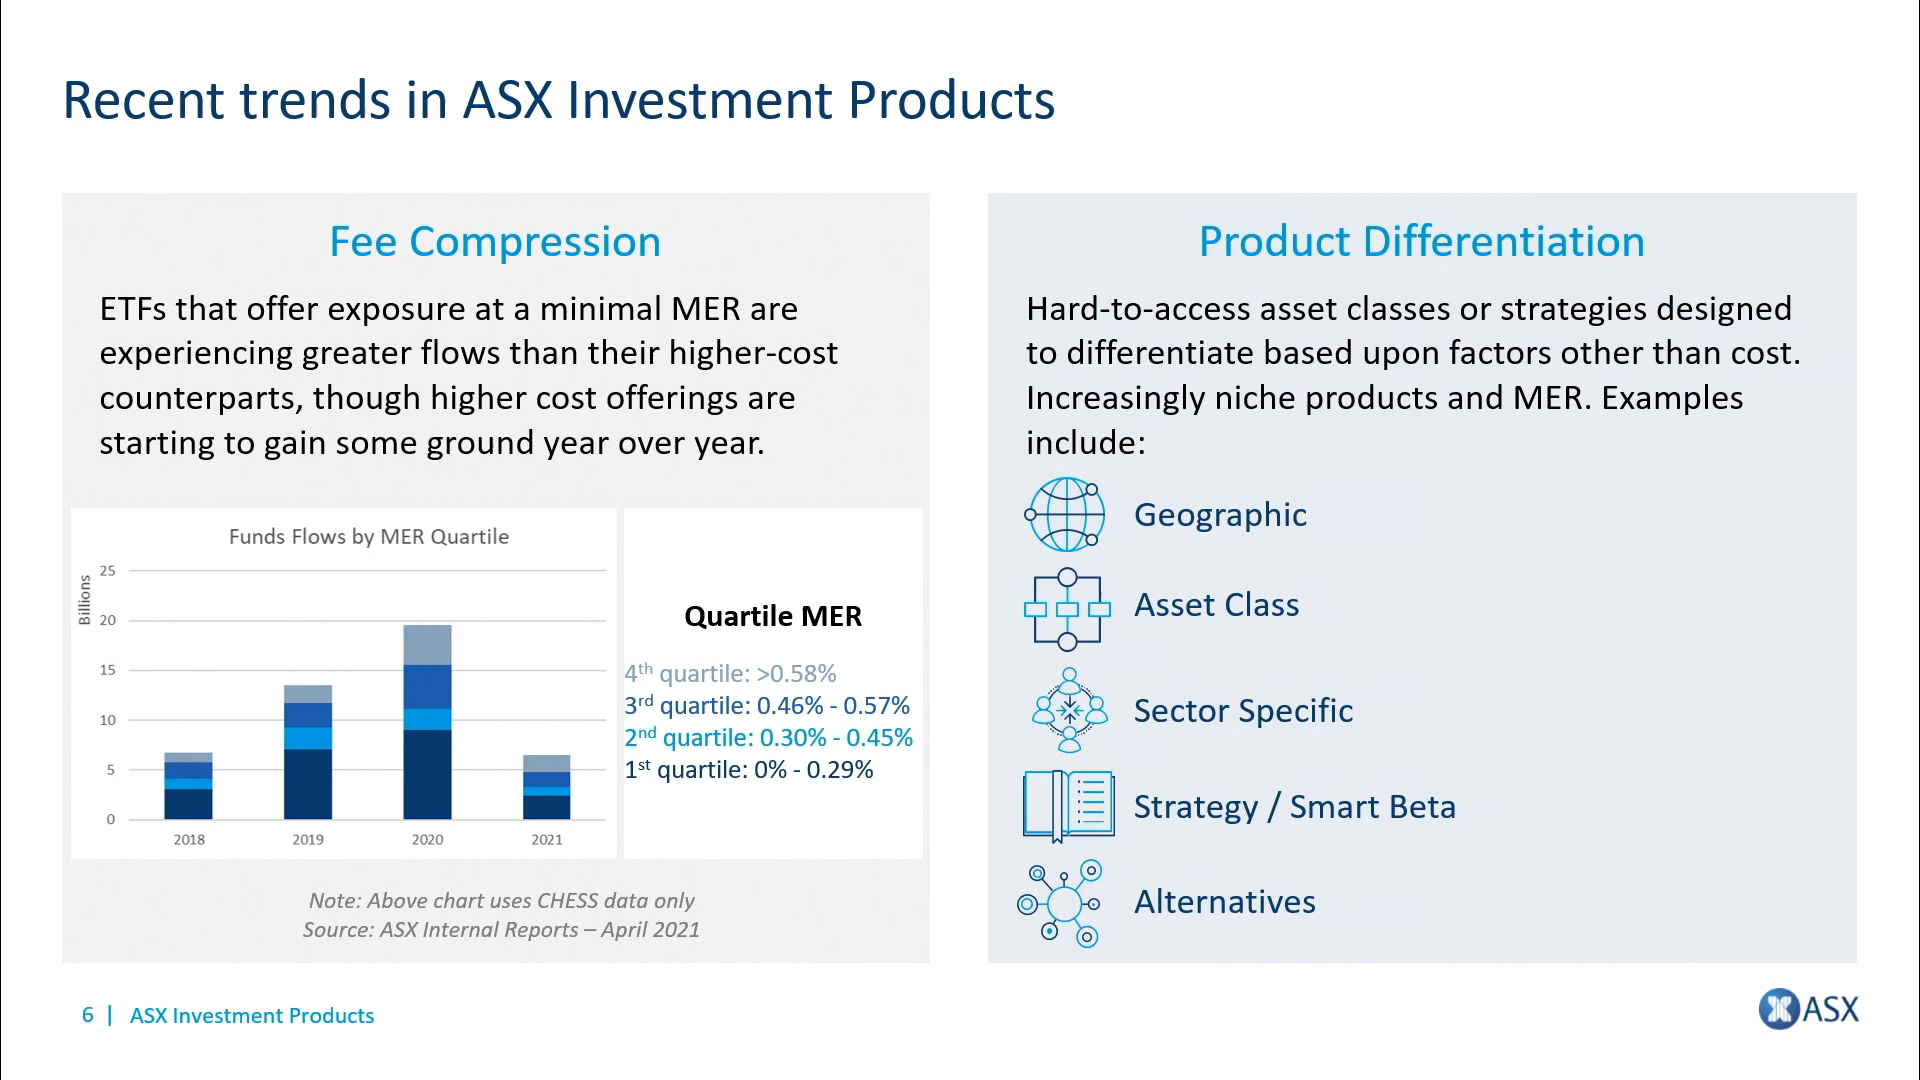 Recent trends in ASX Investment Products
Fee Compression
ETFs that offer exposure at a minimal MER are
experiencing greater flows than their higher-cost
counterparts, though higher cost offerings are
starting to gain some ground year over year.
Funds Flows by MER Quartile
Billions
25
20
15
10
5
0
2018
2019
2020
2021
Quartile MER
4th quartile: >0.58%
3rd quartile: 0.46% - 0.57%
2nd quartile: 0.30% - 0.45%
1st quartile: 0% - 0.29%
Note: Above chart uses CHESS data only
Source: ASX Internal Reports – April 2021
Product Differentiation
Hard-to-access asset classes or strategies designed
to differentiate based upon factors other than cost.
Increasingly niche products and MER. Examples
include:
Geographic
Asset Class
Sector Specific
Strategy / Smart Beta
Alternatives
6 | ASX Investment Products
ASX